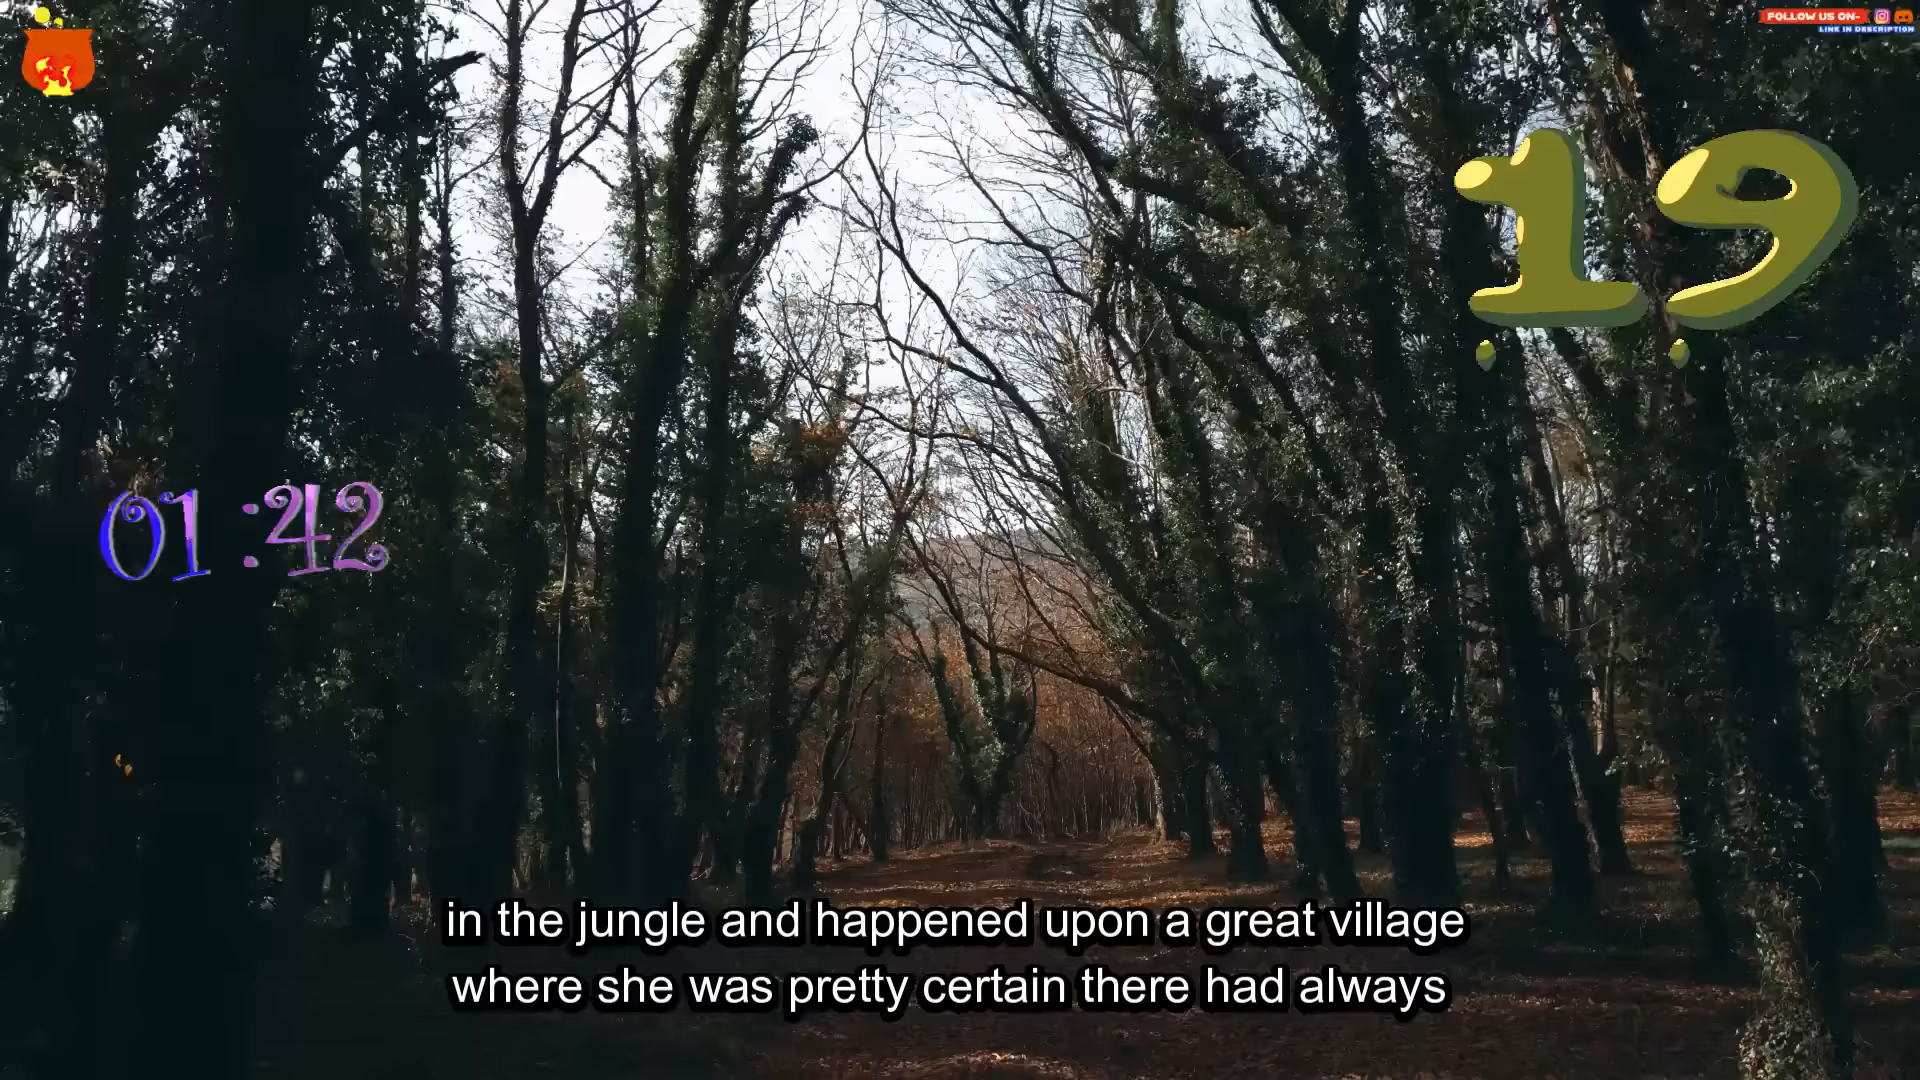 FOLLOW US ON-
LINK IN DESCRIPTION
19
01:42
in the jungle and happened upon a great village
where she was pretty certain there had always